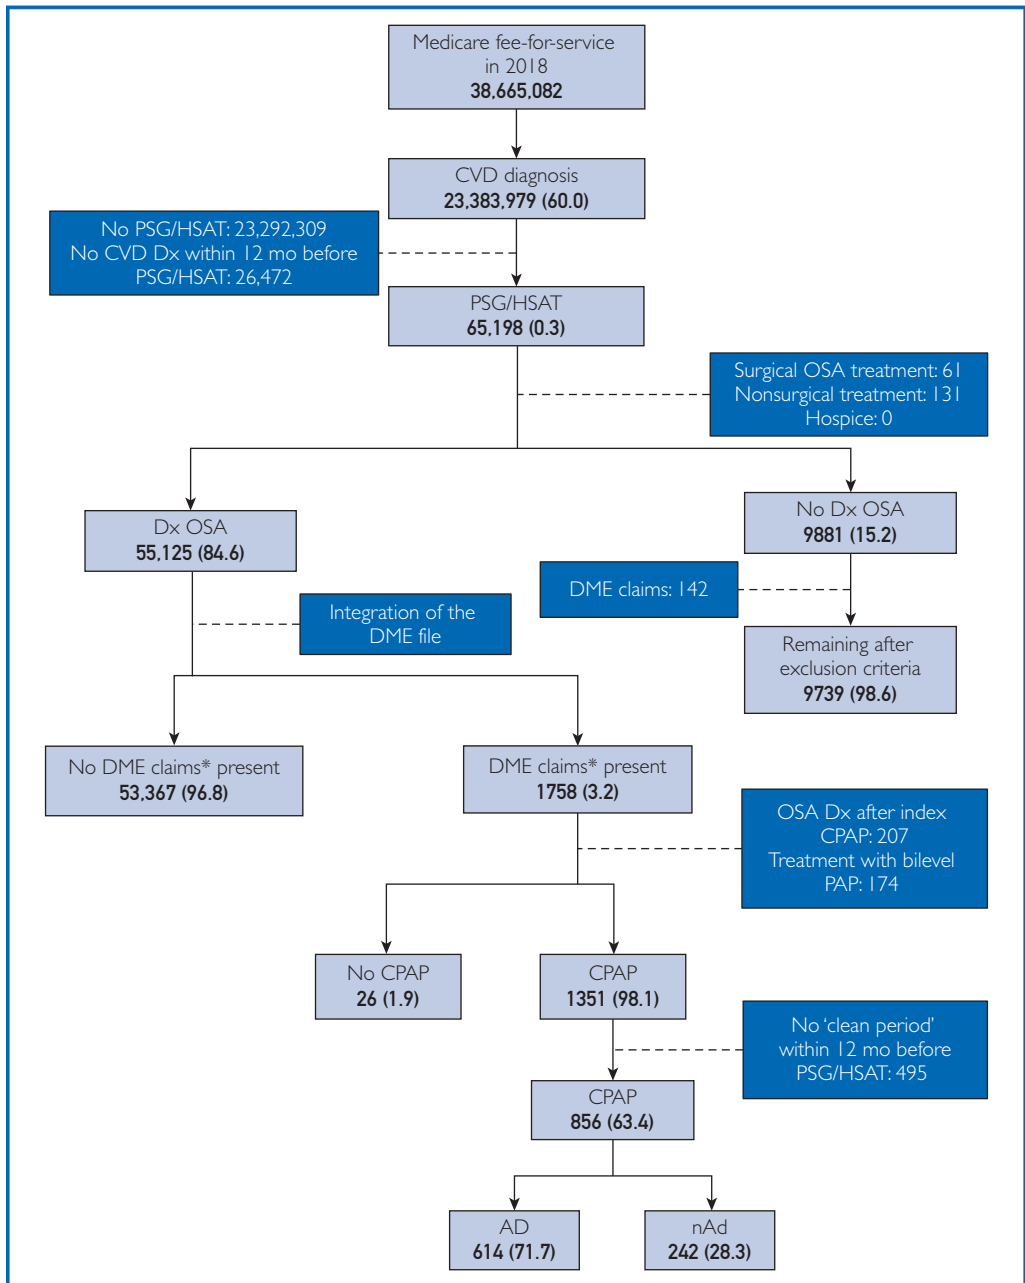 Medicare fee-for-service
in 2018
38,665,082
CVD diagnosis
23,383,979 (60.0)
No PSG/HSAT: 23,292,309
No CVD Dx within 12 mo before
PSG/HSAT: 26,472
PSG/HSAT
65,198 (0.3)
Surgical OSA treatment: 61
Nonsurgical treatment: 131
Hospice: 0
Dx OSA
55,125 (84.6)
No Dx OSA
9881 (15.2)
DME claims: 142
Integration of the
DME file
Remaining after
exclusion criteria
9739 (98.6)
No DME claims* present
53,367 (96.8)
DME claims* present
1758 (3.2)
OSA Dx after index
CPAP: 207
Treatment with bilevel
PAP: 174
No CPAP
26 (1.9)
CPAP
1351 (98.1)
No ‘clean period’
within 12 mo before
PSG/HSAT: 495
CPAP
856 (63.4)
AD
614 (71.7)
nAd
242 (28.3)